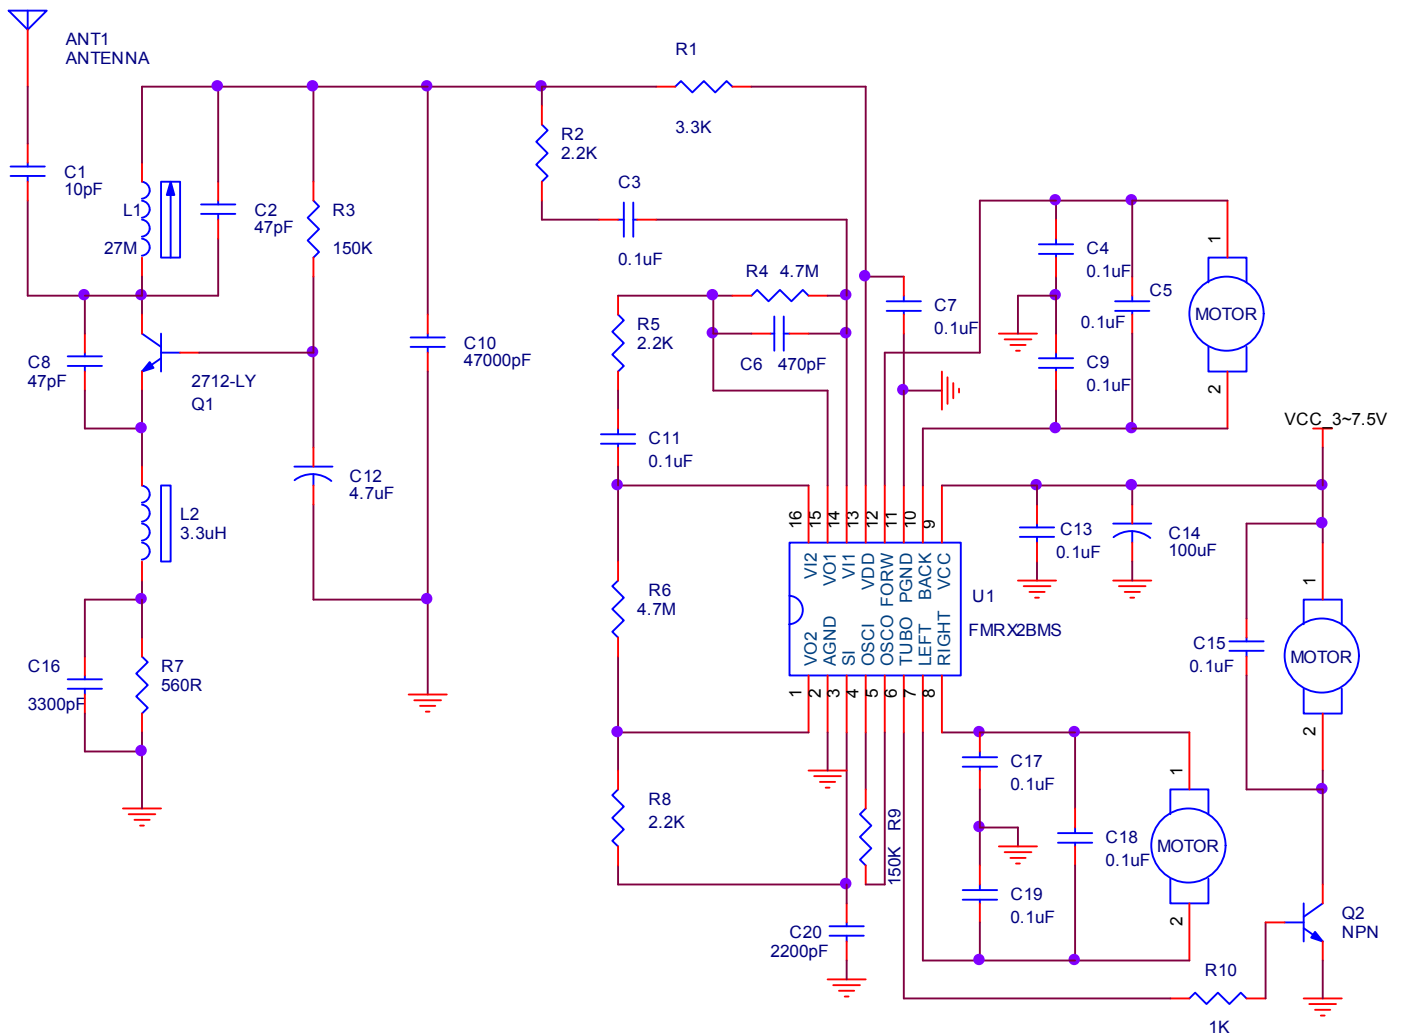 ANT1
ANTENNA
R1
3.3K
R2
2.2K
C1
10pF
C3
0.1uF
L1
27M
C2
47pF
R3
150K
R4 4.7M
C4
0.1uF
C5
0.1uF
1
MOTOR
2
C7
0.1uF
R5
2.2K
C6 470pF
C9
0.1uF
C8
47pF
2712-LY
Q1
C10
47000pF
C11
0.1uF
VCC_3~7.5V
C12
4.7uF
L2
3.3uH
16 15 14 13 12 11 10 9
VI2 VO1 VI1 VDD FORW PGND BACK VCC
VO2 AGND SI OSCI OSCO TUBO LEFT RIGHT
1 2 3 4 5 6 7 8
U1
FMRX2BMS
C13
0.1uF
C14
100uF
R6
4.7M
1
MOTOR
2
C15
0.1uF
C16
3300pF
R7
560R
R8
2.2K
R9
150K
C17
0.1uF
C18
0.1uF
1
MOTOR
2
C19
0.1uF
C20
2200pF
Q2
NPN
R10
1K